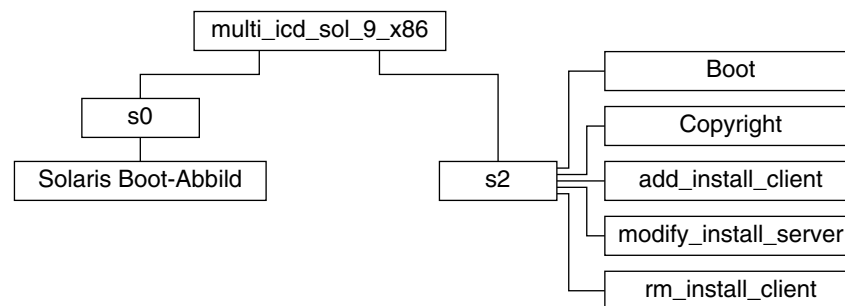 multi_icd_sol_9_x86
s0
Solaris Boot-Abbild
s2
Boot
Copyright
add_install_client
modify_install_server
rm_install_client